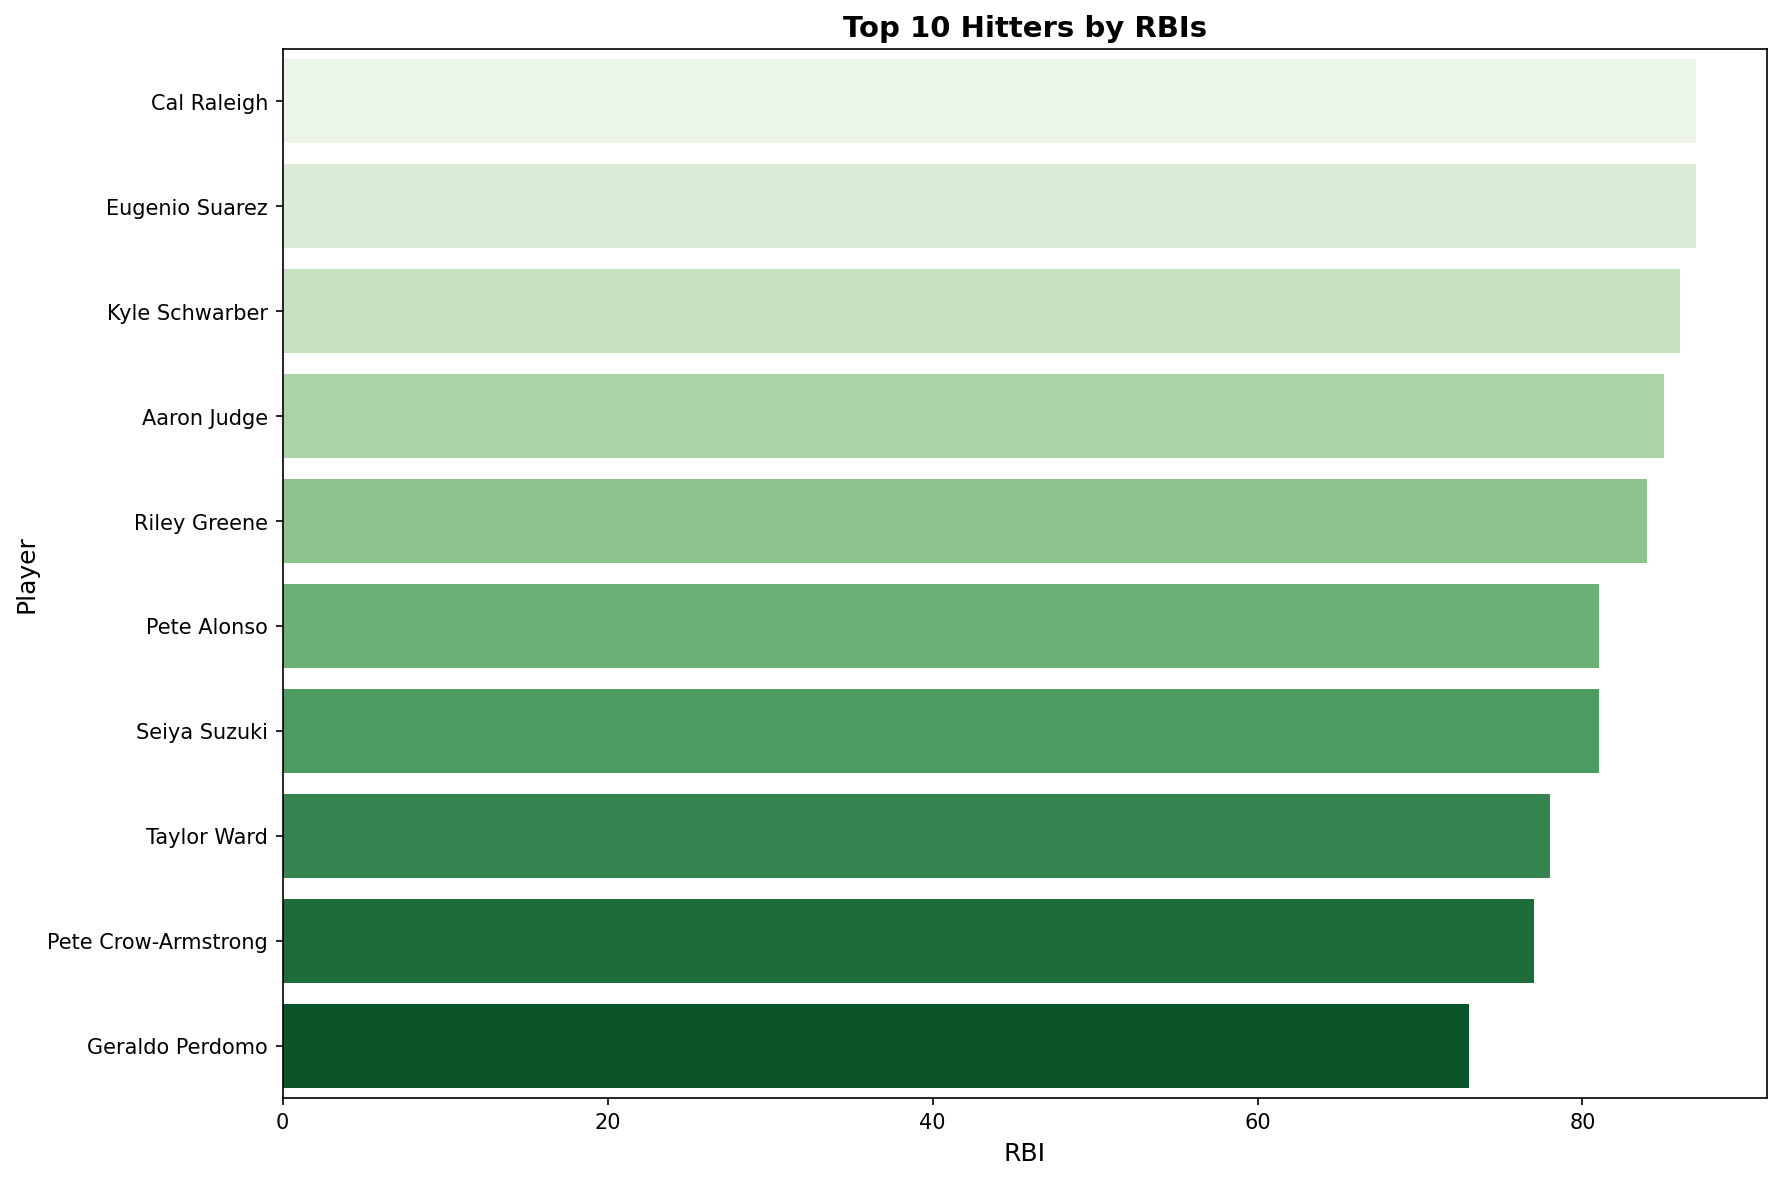 Top 10 Hitters by RBIs
Cal Raleigh
Eugenio Suarez
Kyle Schwarber
Aaron Judge
Riley Greene
Pete Alonso
Seiya Suzuki
Taylor Ward
Pete Crow-Armstrong
Geraldo Perdomo
Player
0 20 40 60 80
RBI